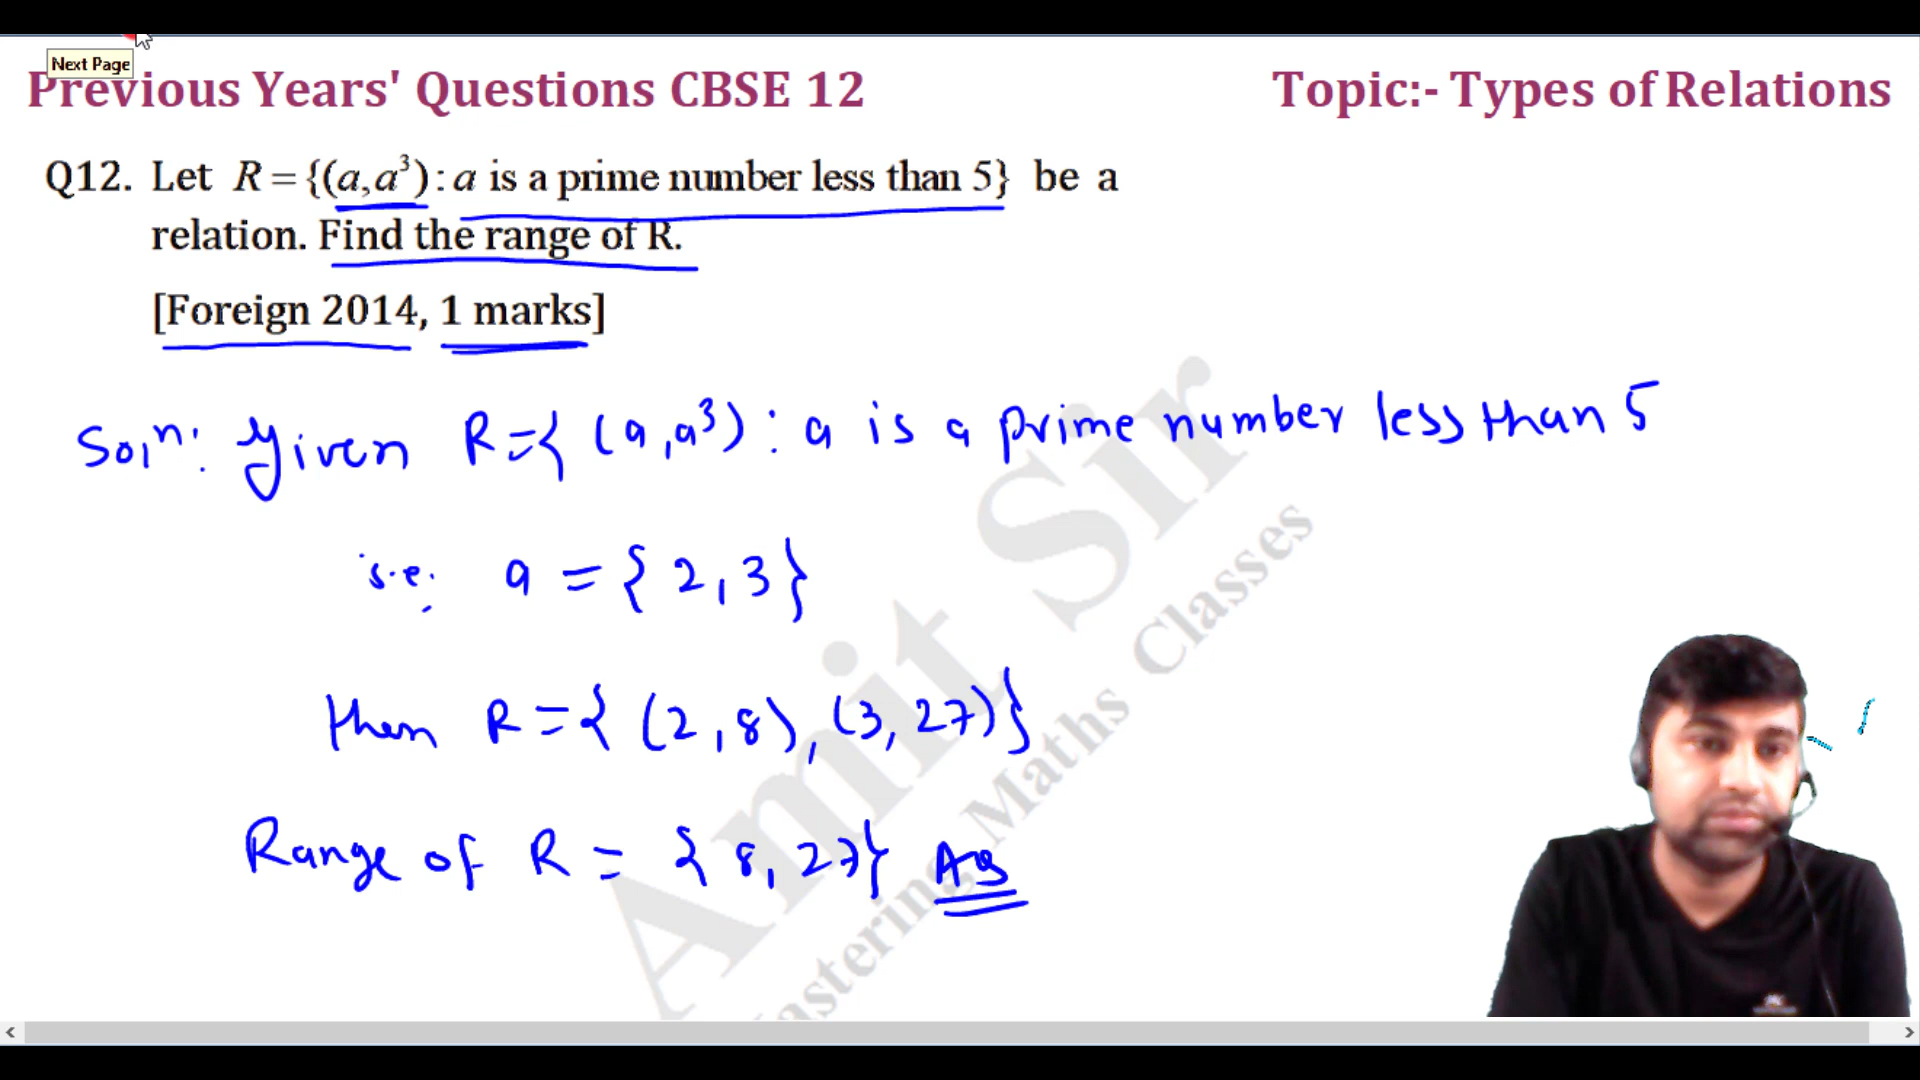 Next Page
Previous Years' Questions CBSE 12
Topic:- Types of Relations
Q12. Let R = {(a,a³): a is a prime number less than 5} be a
relation. Find the range of R.
[Foreign 2014, 1 marks]
Solⁿ: Given R={ (a,a³): a is a prime number less than 5
i.e. a = { 2,3}
then R={ (2,8), (3,27)}
Range of R = { 8, 27} Ans
Amit Sir
Mastering Maths Classes